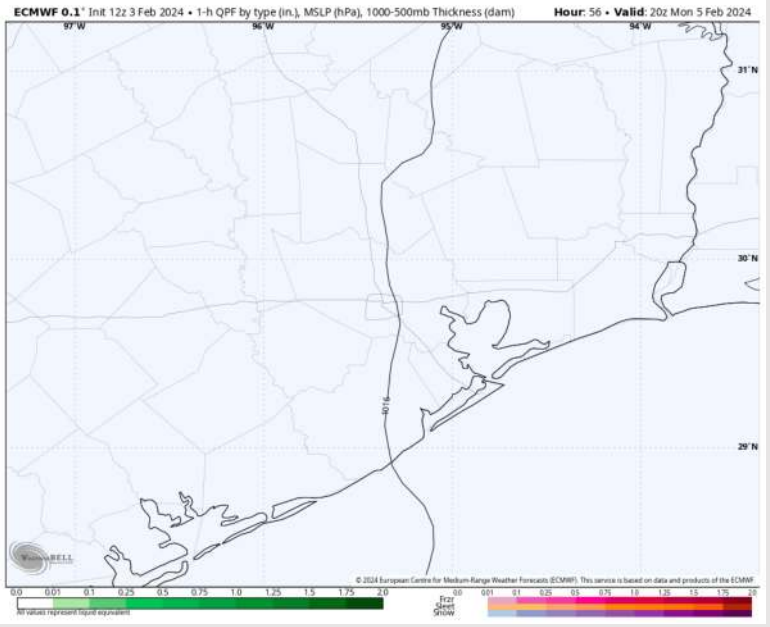 ECMWF 0.1° Init 12z 3 Feb 2024 • 1-h QPF by type (in.), MSLP (hPa), 1000-500mb Thickness (dam) Hour: 56 • Valid: 20z Mon 5 Feb 2024
97°W 96°W 95°W 94°W
31°N
30°N
1016
29°N
WEATHERBELL
© 2024 European Centre for Medium-Range Weather Forecasts (ECMWF). This service is based on data and products of the ECMWF
0.0 0.01 0.1 0.25 0.5 0.75 1.0 1.25 1.5 1.75 2.0 0.0 0.01 0.1 0.25 0.5 0.75 1.0 1.25 1.5 1.75 2.0
Frzr
Sleet
Snow
All values represent liquid equivalent